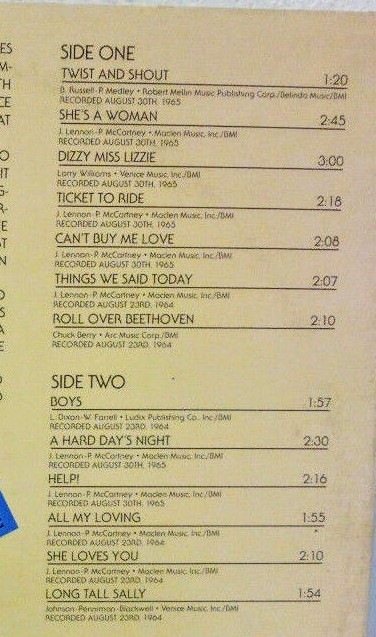 ES
M-
TH
CE
AT
O
IT
G-
R-
E
ST
N
O
S
A
E
D
O
SIDE ONE
TWIST AND SHOUT 1:20
B. Russell-P. Medley • Robert Mellin Music Publishing Corp./Belinda Music/BMI
RECORDED AUGUST 30TH, 1965
SHE'S A WOMAN 2:45
J. Lennon-P. McCartney • Maclen Music, Inc./BMI
RECORDED AUGUST 30TH, 1965
DIZZY MISS LIZZIE 3:00
Larry Williams • Venice Music Inc./BMI
RECORDED AUGUST 30TH, 1965
TICKET TO RIDE 2:18
J. Lennon-P. McCartney • Maclen Music, Inc./BMI
RECORDED AUGUST 30TH, 1965
CAN'T BUY ME LOVE 2:08
J. Lennon-P. McCartney • Maclen Music, Inc./BMI
RECORDED AUGUST 30TH, 1965
THINGS WE SAID TODAY 2:07
J. Lennon-P. McCartney • Maclen Music, Inc./BMI
RECORDED AUGUST 23RD, 1964
ROLL OVER BEETHOVEN 2:10
Chuck Berry • Arc Music Corp./BMI
RECORDED AUGUST 23RD, 1964
SIDE TWO
BOYS 1:57
L. Dixon-W. Farrell • Ludix Publishing Co., Inc./BMI
RECORDED AUGUST 23RD, 1964
A HARD DAY'S NIGHT 2:30
J. Lennon-P. McCartney • Maclen Music, Inc./BMI
RECORDED AUGUST 30TH, 1965
HELP! 2:16
J. Lennon-P. McCartney • Maclen Music, Inc./BMI
RECORDED AUGUST 30TH, 1965
ALL MY LOVING 1:55
J. Lennon-P. McCartney • Maclen Music, Inc./BMI
RECORDED AUGUST 23RD, 1964
SHE LOVES YOU 2:10
J. Lennon-P. McCartney • Maclen Music, Inc./BMI
RECORDED AUGUST 23RD, 1964
LONG TALL SALLY 1:54
Johnson-Penniman-Blackwell • Venice Music, Inc./BMI
RECORDED AUGUST 23RD, 1964